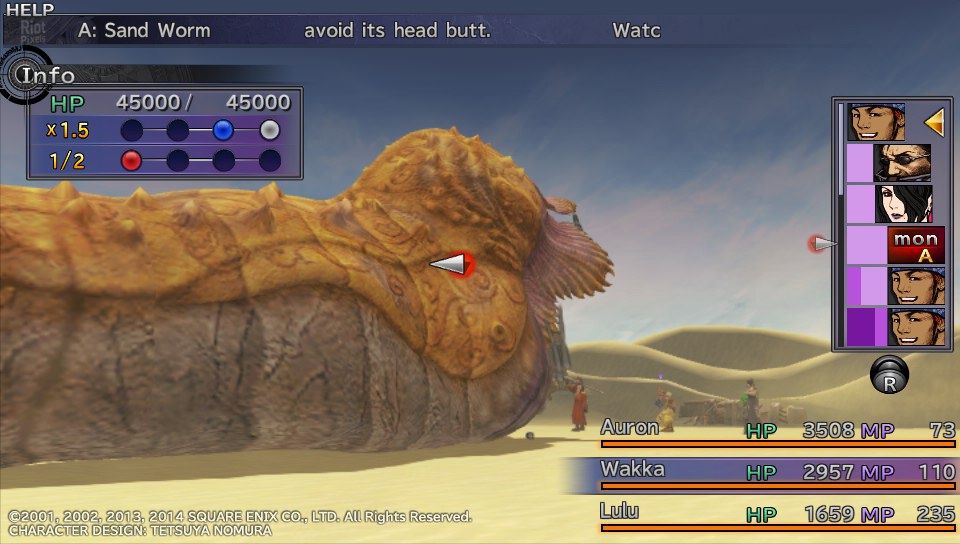 HELP
Riot
Pixels
A: Sand Worm avoid its head butt. Watc
Info
HP 45000/ 45000
x1.5
1/2
mon
A
R
Auron HP 3508 MP 73
Wakka HP 2957 MP 110
Lulu HP 1659 MP 235
©2001, 2002, 2013, 2014 SQUARE ENIX CO., LTD. All Rights Reserved.
CHARACTER DESIGN: TETSUYA NOMURA